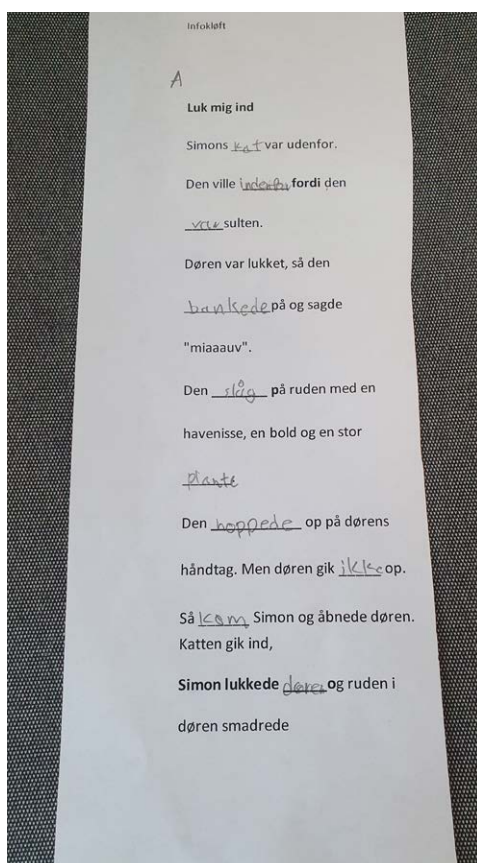 Infokløft
A
Luk mig ind
Simons kat var udenfor.
Den ville indenfor fordi den
var sulten.
Døren var lukket, så den
bankede på og sagde
"miaaauv".
Den slåg på ruden med en
havenisse, en bold og en stor
plante
Den hoppede op på dørens
håndtag. Men døren gik ikke op.
Så kom Simon og åbnede døren.
Katten gik ind,
Simon lukkede og ruden i
døren smadrede